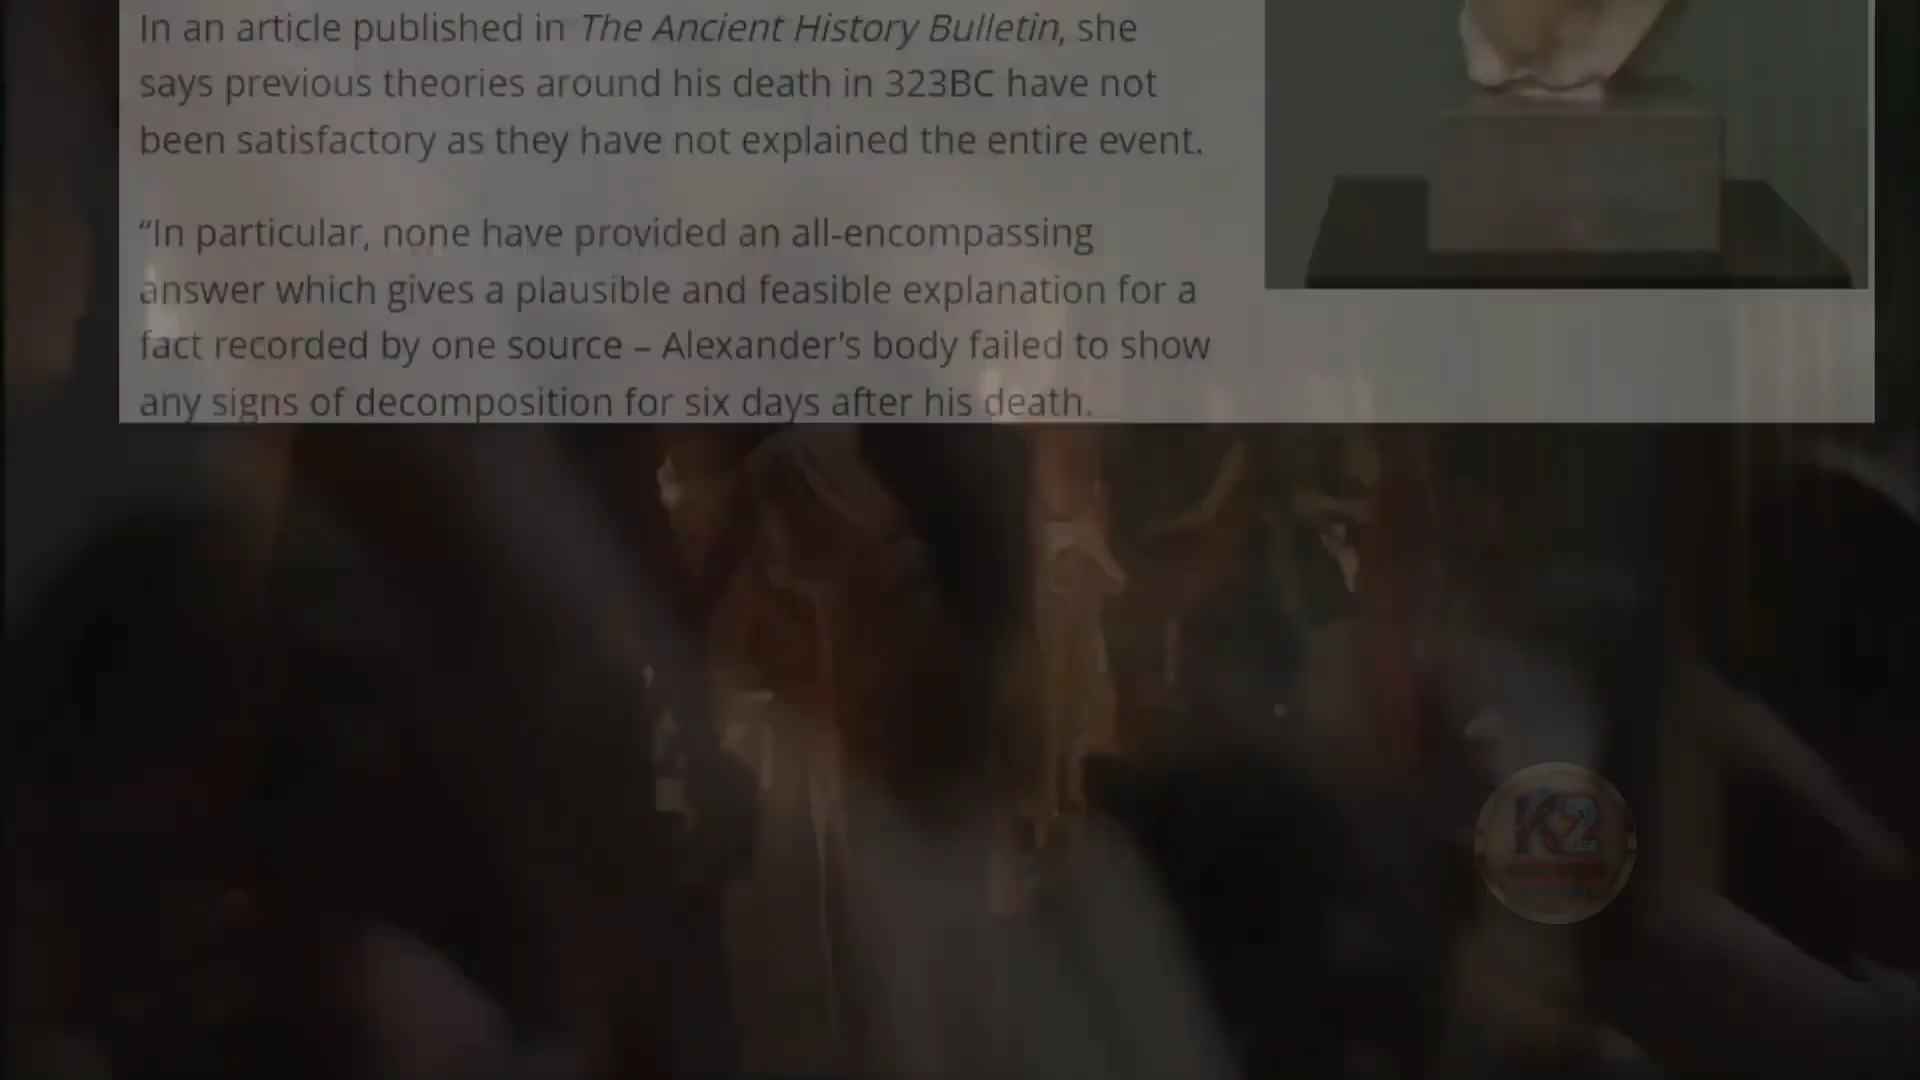 In an article published in The Ancient History Bulletin, she
says previous theories around his death in 323BC have not
been satisfactory as they have not explained the entire event.
“In particular, none have provided an all-encompassing
answer which gives a plausible and feasible explanation for a
fact recorded by one source – Alexander’s body failed to show
any signs of decomposition for six days after his death.
K2